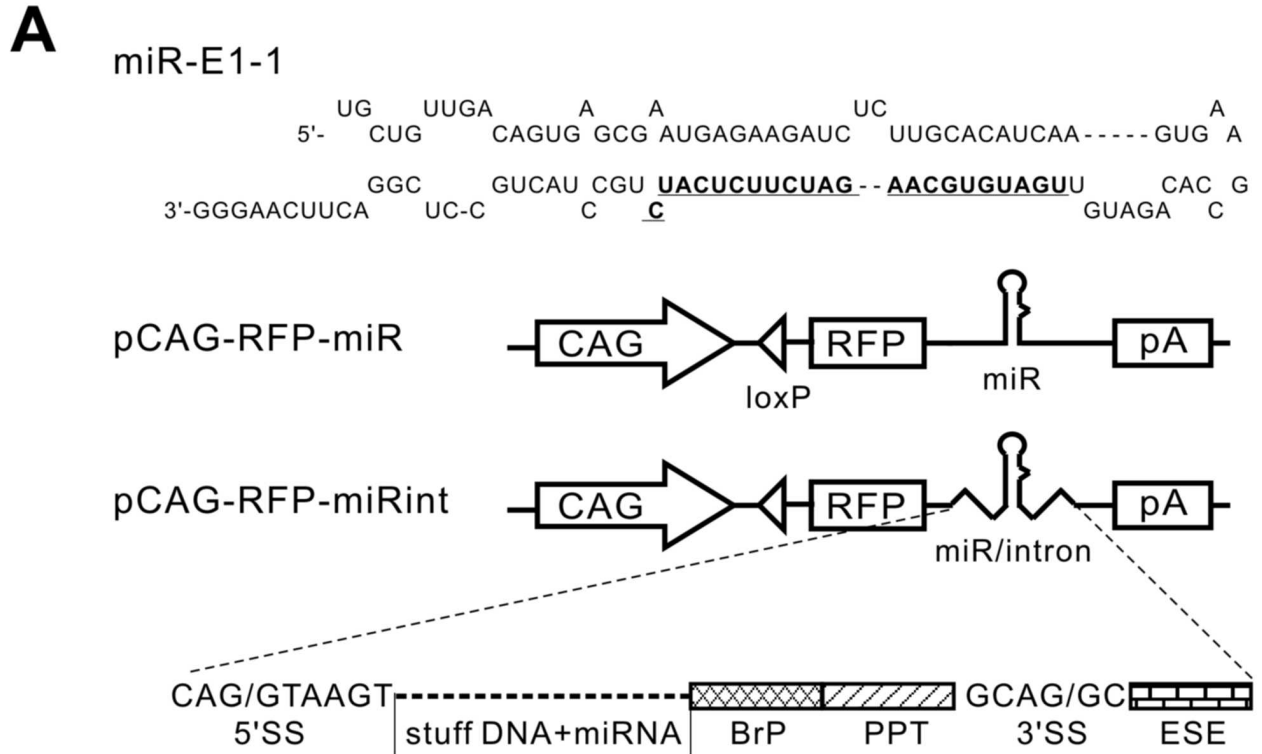 A
miR-E1-1
UG UUGA A A UC A
5'- CUG CAGUG GCG AUGAGAAGAUC UUGCACAUCAA-----GUG A
GGC GUCAU CGU UACUCUUCUAG--AACGUGUAGUU CAC G
3'-GGGAACUUCA UC-C C C GUAGA C
pCAG-RFP-miR
CAG RFP pA
loxP miR
pCAG-RFP-miRint
CAG RFP pA
miR/intron
CAG/GTAAGT GCAG/GC
5'SS stuff DNA+miRNA BrP PPT 3'SS ESE